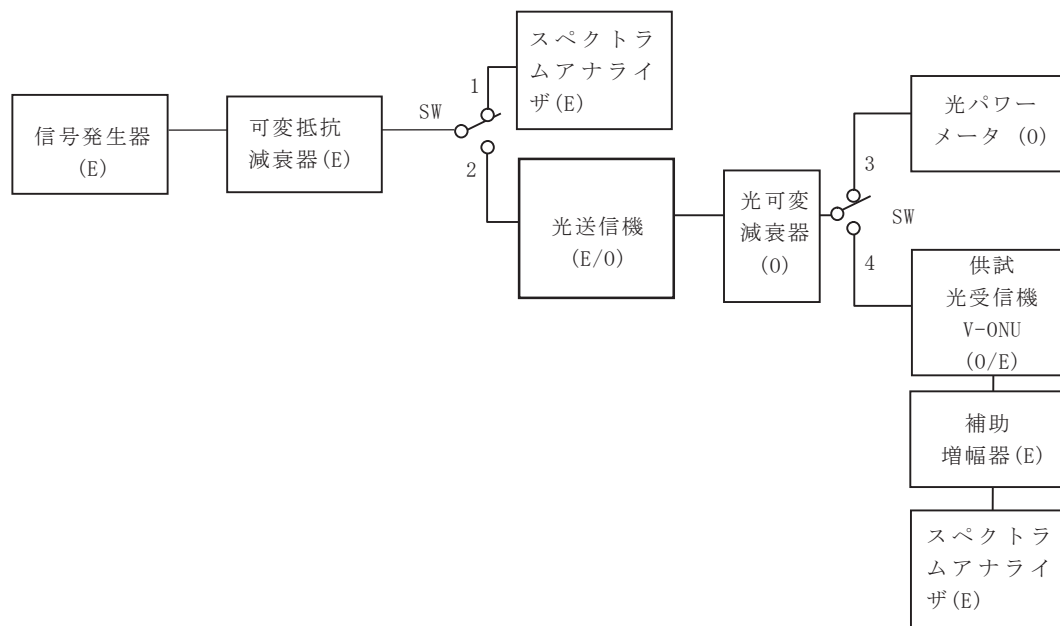 信号発生器
(E)
可変抵抗
減衰器(E)
SW
1
2
スペクトラ
ムアナライ
ザ(E)
光送信機
(E/O)
光可変
減衰器
(O)
3
4
SW
光パワー
メータ(O)
供試
光受信機
V-ONU
(O/E)
補助
増幅器(E)
スペクトラ
ムアナライ
ザ(E)